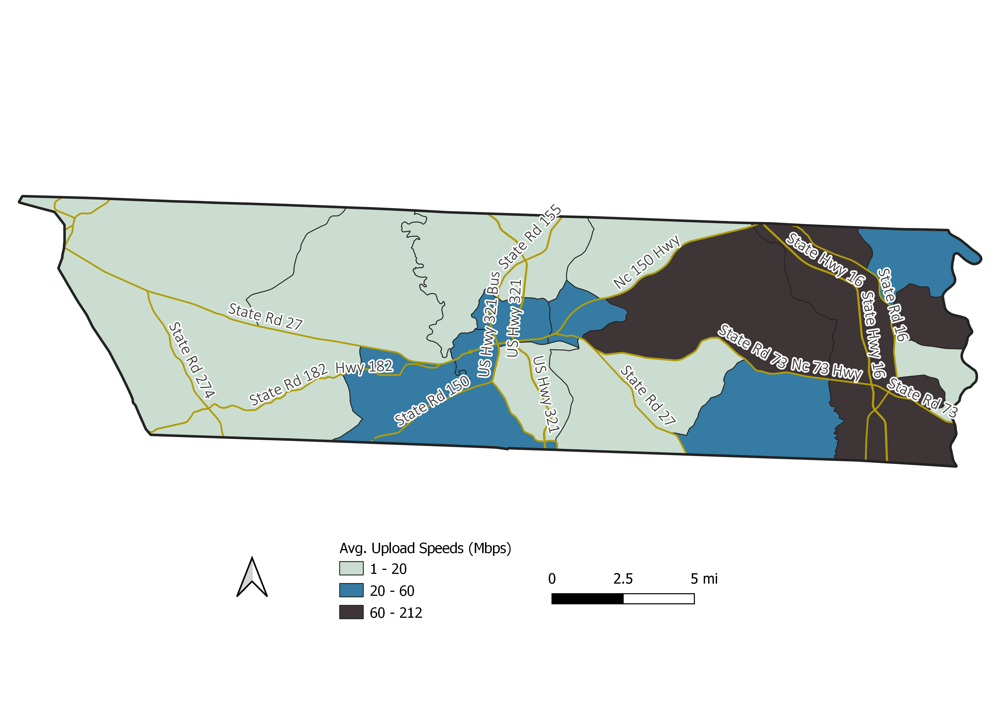 State Rd 155
Nc 150 Hwy
State Hwy 16
State Rd 16
US Hwy 321 Bus
US Hwy 321
State Hwy 16
State Rd 27
State Rd 274
State Rd 182
Hwy 182
State Rd 150
US Hwy 321
State Rd 27
State Rd 73
Nc 73 Hwy
State Rd 73
Avg. Upload Speeds (Mbps)
1 - 20
20 - 60
60 - 212
0 2.5 5 mi